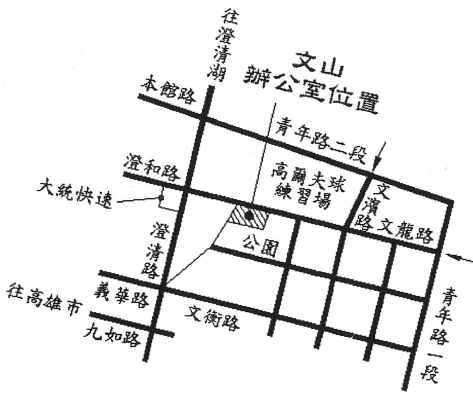 往澄清湖
文山
辦公室位置
本館路
青年路二段
澄和路
高爾夫球
練習場
文濱路
文龍路
大統快速
澄清路
公園
青年路一段
義華路
文衡路
往高雄市
九如路